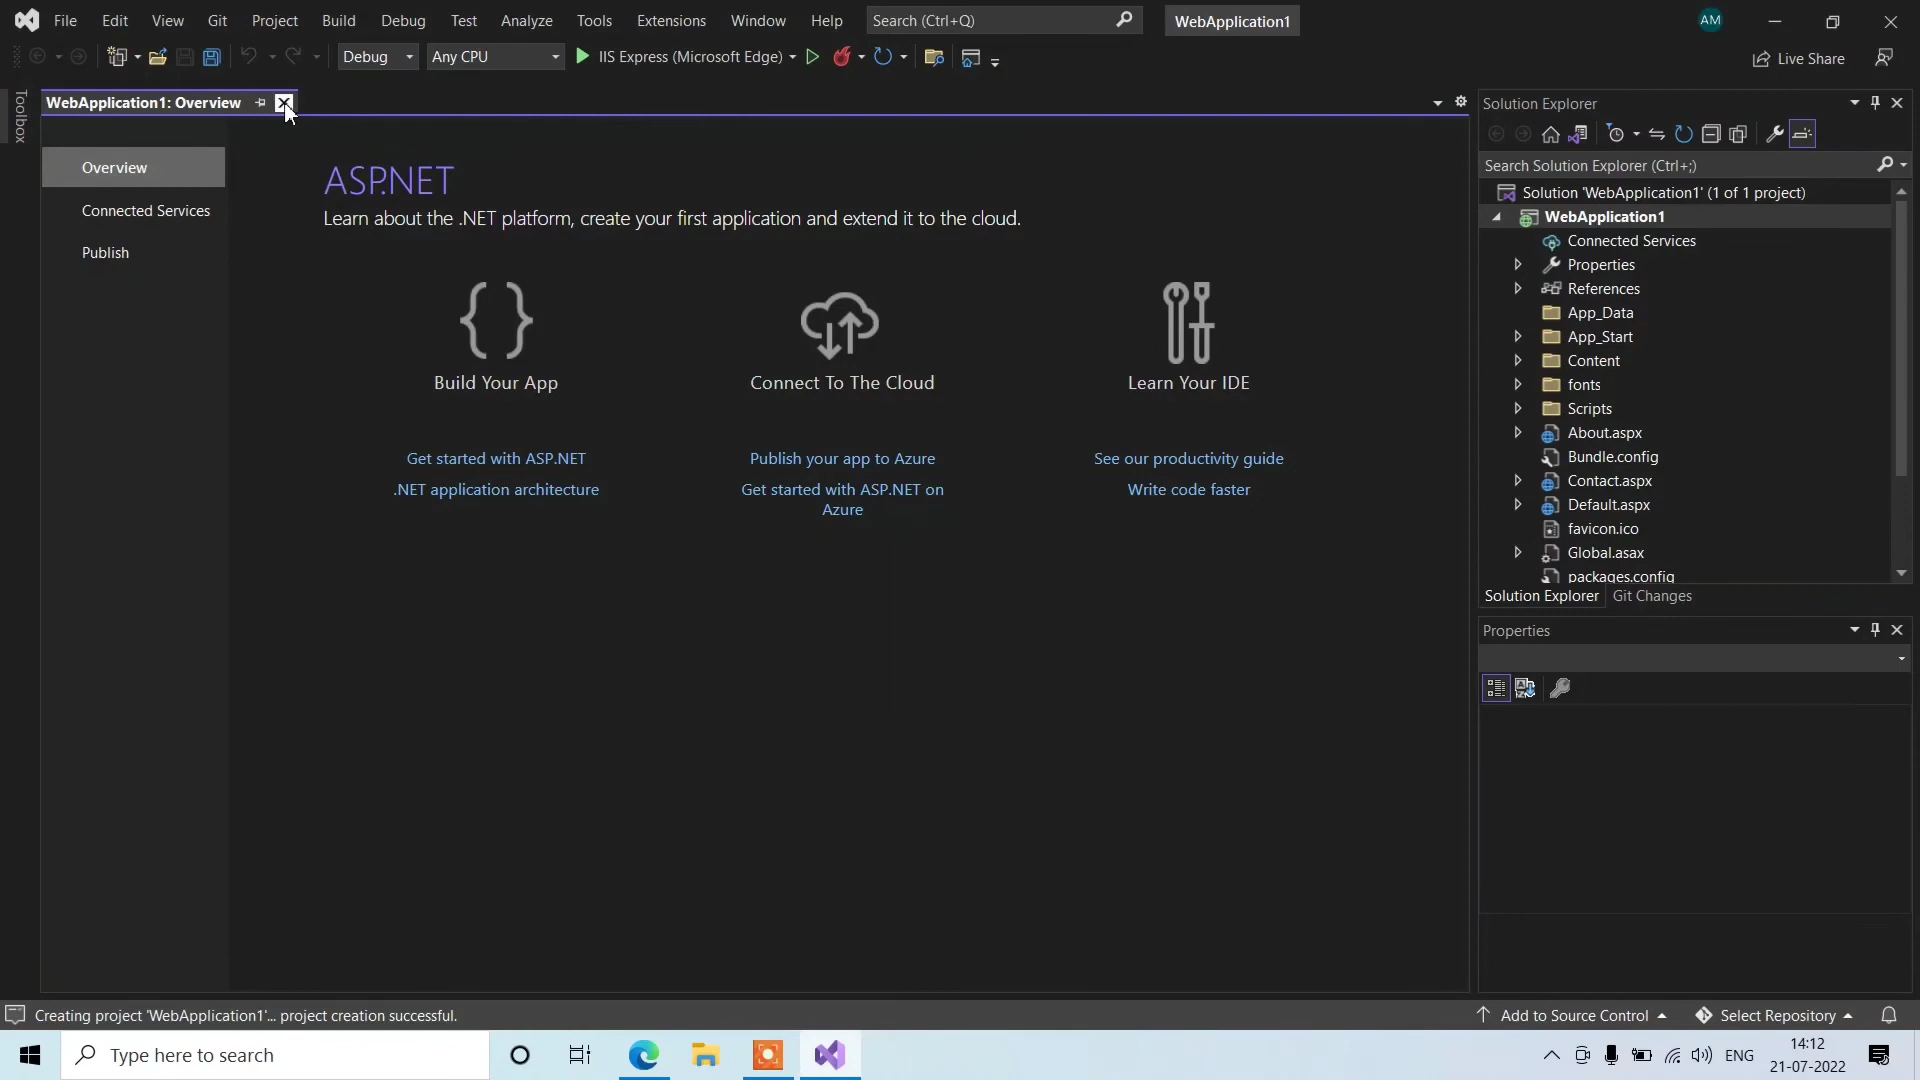 File Edit View Git Project Build Debug Test Analyze Tools Extensions Window Help Search (Ctrl+Q) WebApplication1 AM
Debug Any CPU IIS Express (Microsoft Edge) Live Share
Toolbox
WebApplication1: Overview
Overview
Connected Services
Publish
ASP.NET
Learn about the .NET platform, create your first application and extend it to the cloud.
Build Your App
Get started with ASP.NET
.NET application architecture
Connect To The Cloud
Publish your app to Azure
Get started with ASP.NET on
Azure
Learn Your IDE
See our productivity guide
Write code faster
Solution Explorer
Search Solution Explorer (Ctrl+;)
Solution 'WebApplication1' (1 of 1 project)
WebApplication1
Connected Services
Properties
References
App_Data
App_Start
Content
fonts
Scripts
About.aspx
Bundle.config
Contact.aspx
Default.aspx
favicon.ico
Global.asax
packages.config
Solution Explorer Git Changes
Properties
Creating project 'WebApplication1'... project creation successful. Add to Source Control Select Repository
Type here to search
ENG
14:12
21-07-2022